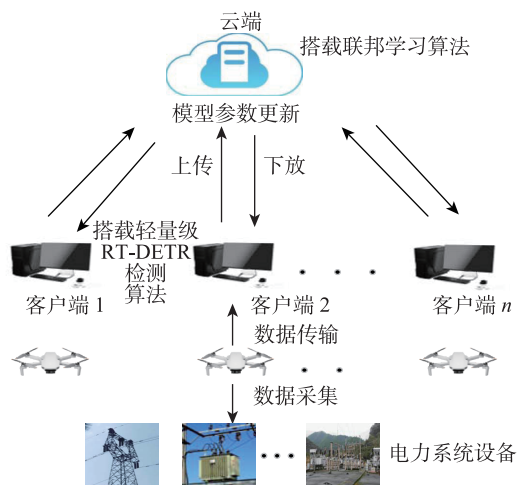 云端
搭载联邦学习算法
模型参数更新
上传
下放
搭载轻量级
RT-DETR
检测
算法
客户端 1
客户端 2
客户端 n
数据传输
数据采集
电力系统设备